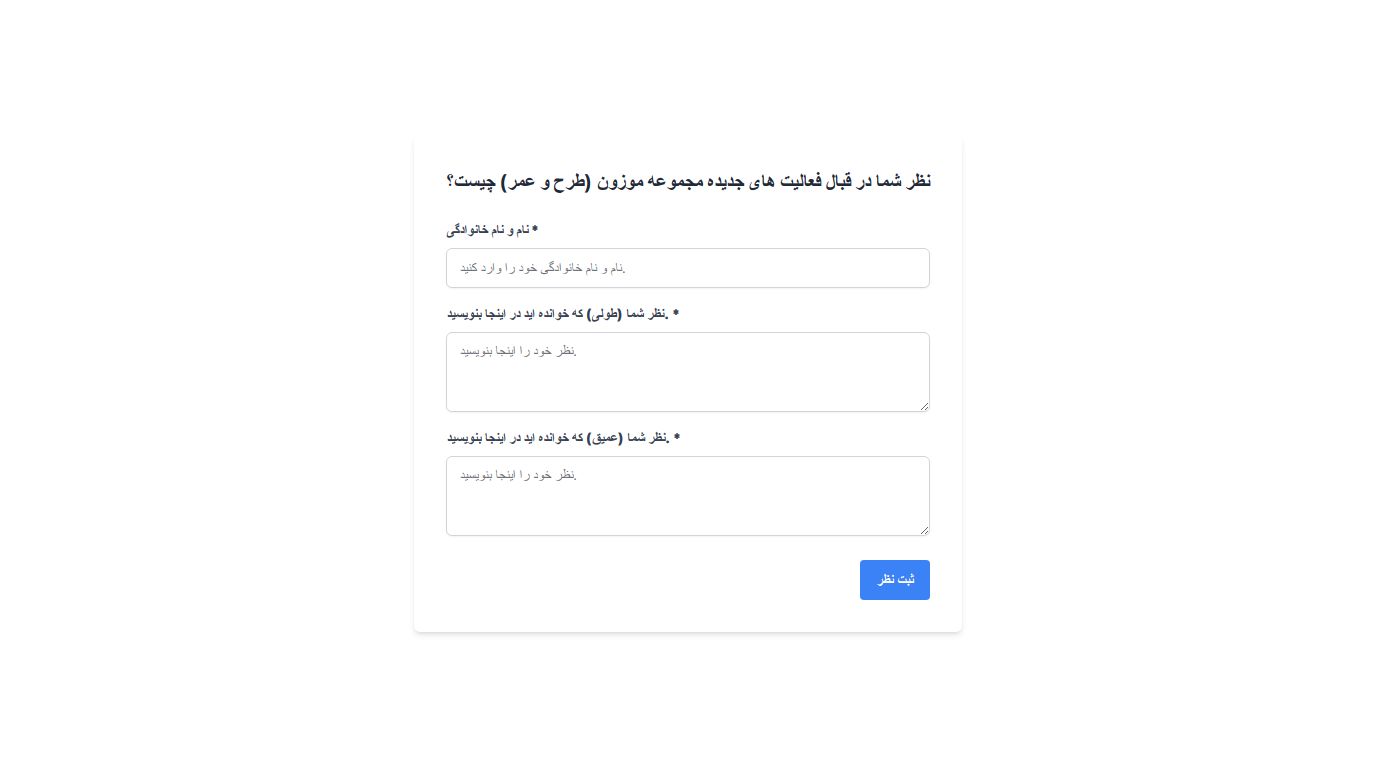 نظر شما در قبال فعالیت های جدیده مجموعه موزون (طرح و عمر) چیست؟
نام و نام خانوادگی *
نام و نام خانوادگی خود را وارد کنید.
نظر شما (طولی) که خوانده اید در اینجا بنویسید. *
نظر خود را اینجا بنویسید.
نظر شما (عمیق) که خوانده اید در اینجا بنویسید. *
نظر خود را اینجا بنویسید.
ثبت نظر